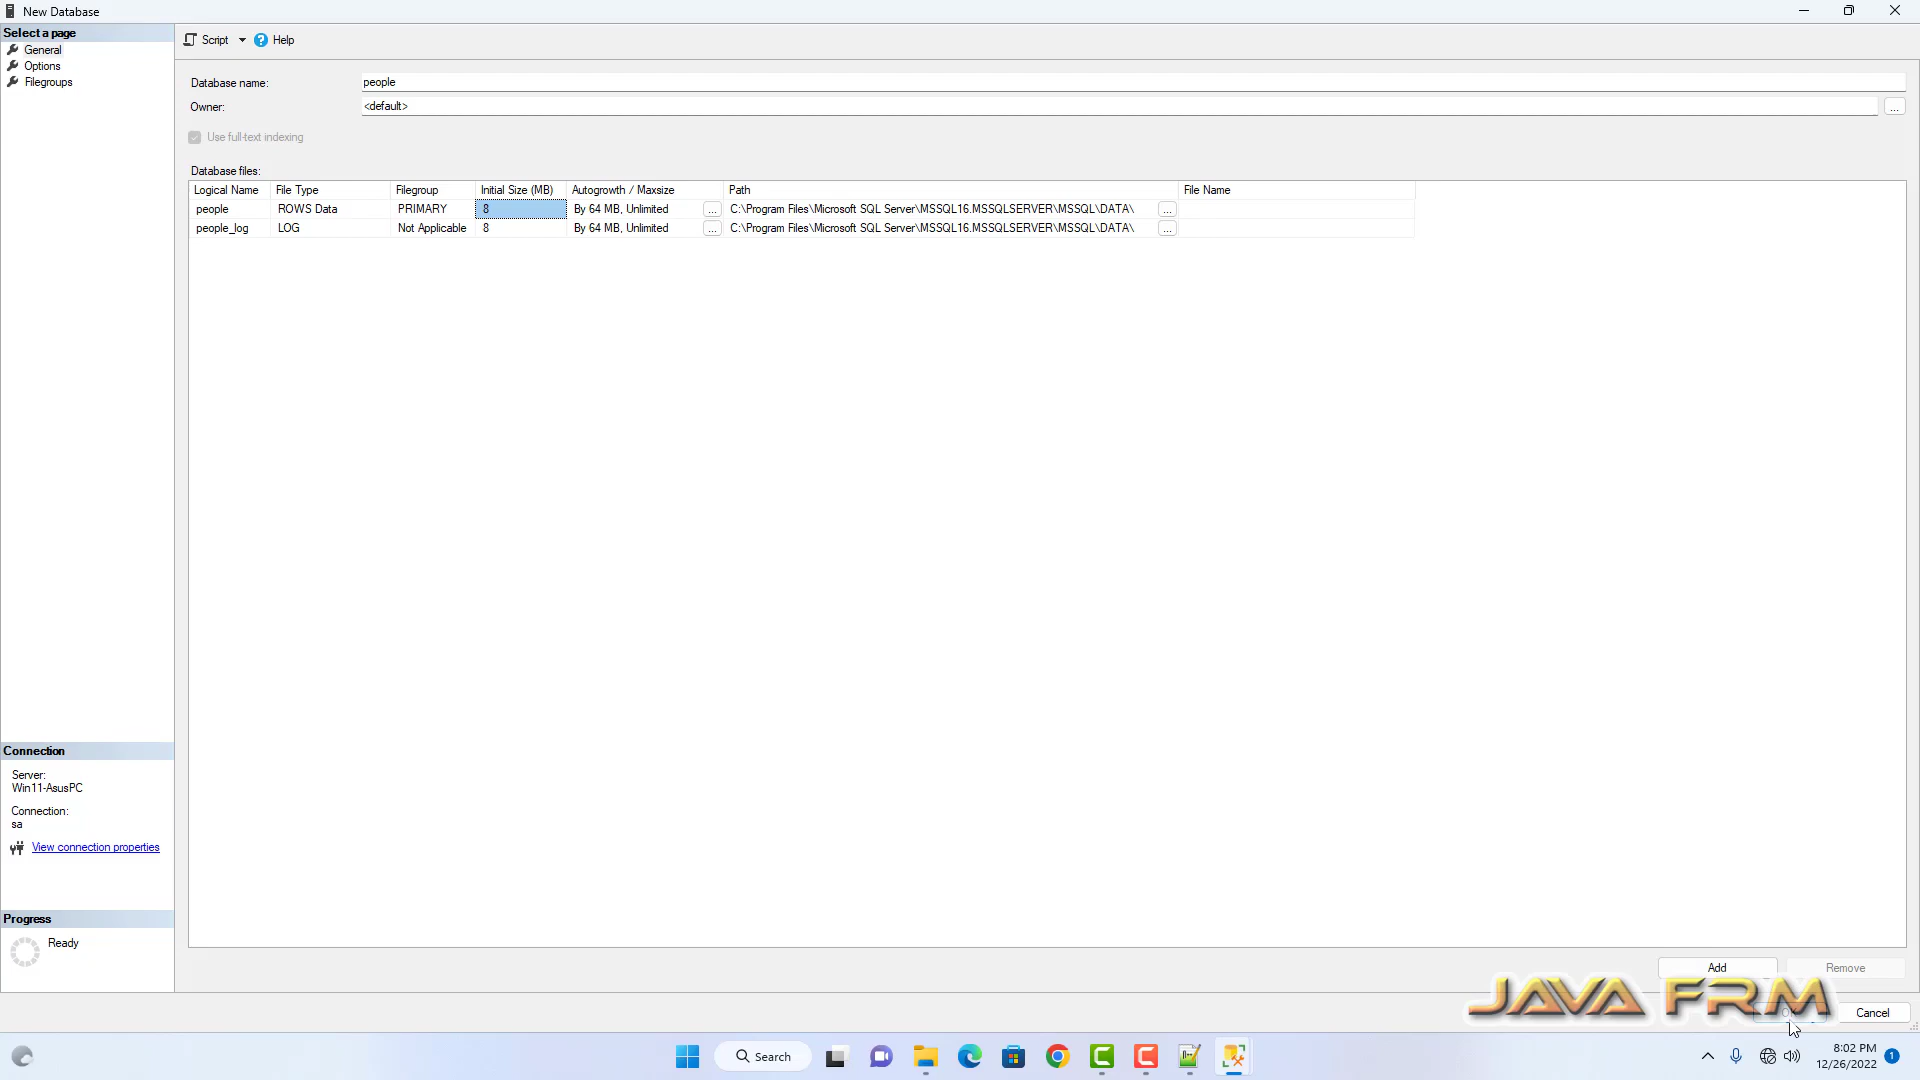 New Database
Select a page
General
Options
Filegroups
Script
Help
Database name:
people
Owner:
<default>
...
Use full-text indexing
Database files:
Logical Name File Type Filegroup Initial Size (MB) Autogrowth / Maxsize Path File Name
people ROWS Data PRIMARY 8 By 64 MB, Unlimited ... C:\Program Files\Microsoft SQL Server\MSSQL16.MSSQLSERVER\MSSQL\DATA\ ...
people_log LOG Not Applicable 8 By 64 MB, Unlimited ... C:\Program Files\Microsoft SQL Server\MSSQL16.MSSQLSERVER\MSSQL\DATA\ ...
Connection
Server:
Win11-AsusPC
Connection:
sa
View connection properties
Progress
Ready
Add
Remove
JAVA FRM
Cancel
Search
8:02 PM
12/26/2022
1